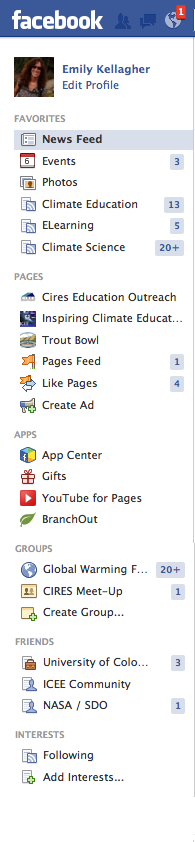 facebook 1
Emily Kellagher
Edit Profile
FAVORITES
News Feed
Events 3
Photos
Climate Education 13
ELearning 5
Climate Science 20+
PAGES
Cires Education Outreach
Inspiring Climate Educat...
Trout Bowl
Pages Feed 1
Like Pages 4
Create Ad
APPS
App Center
Gifts
YouTube for Pages
BranchOut
GROUPS
Global Warming F... 20+
CIRES Meet-Up 1
Create Group...
FRIENDS
University of Colo... 3
ICEE Community
NASA / SDO 1
INTERESTS
Following
Add Interests...